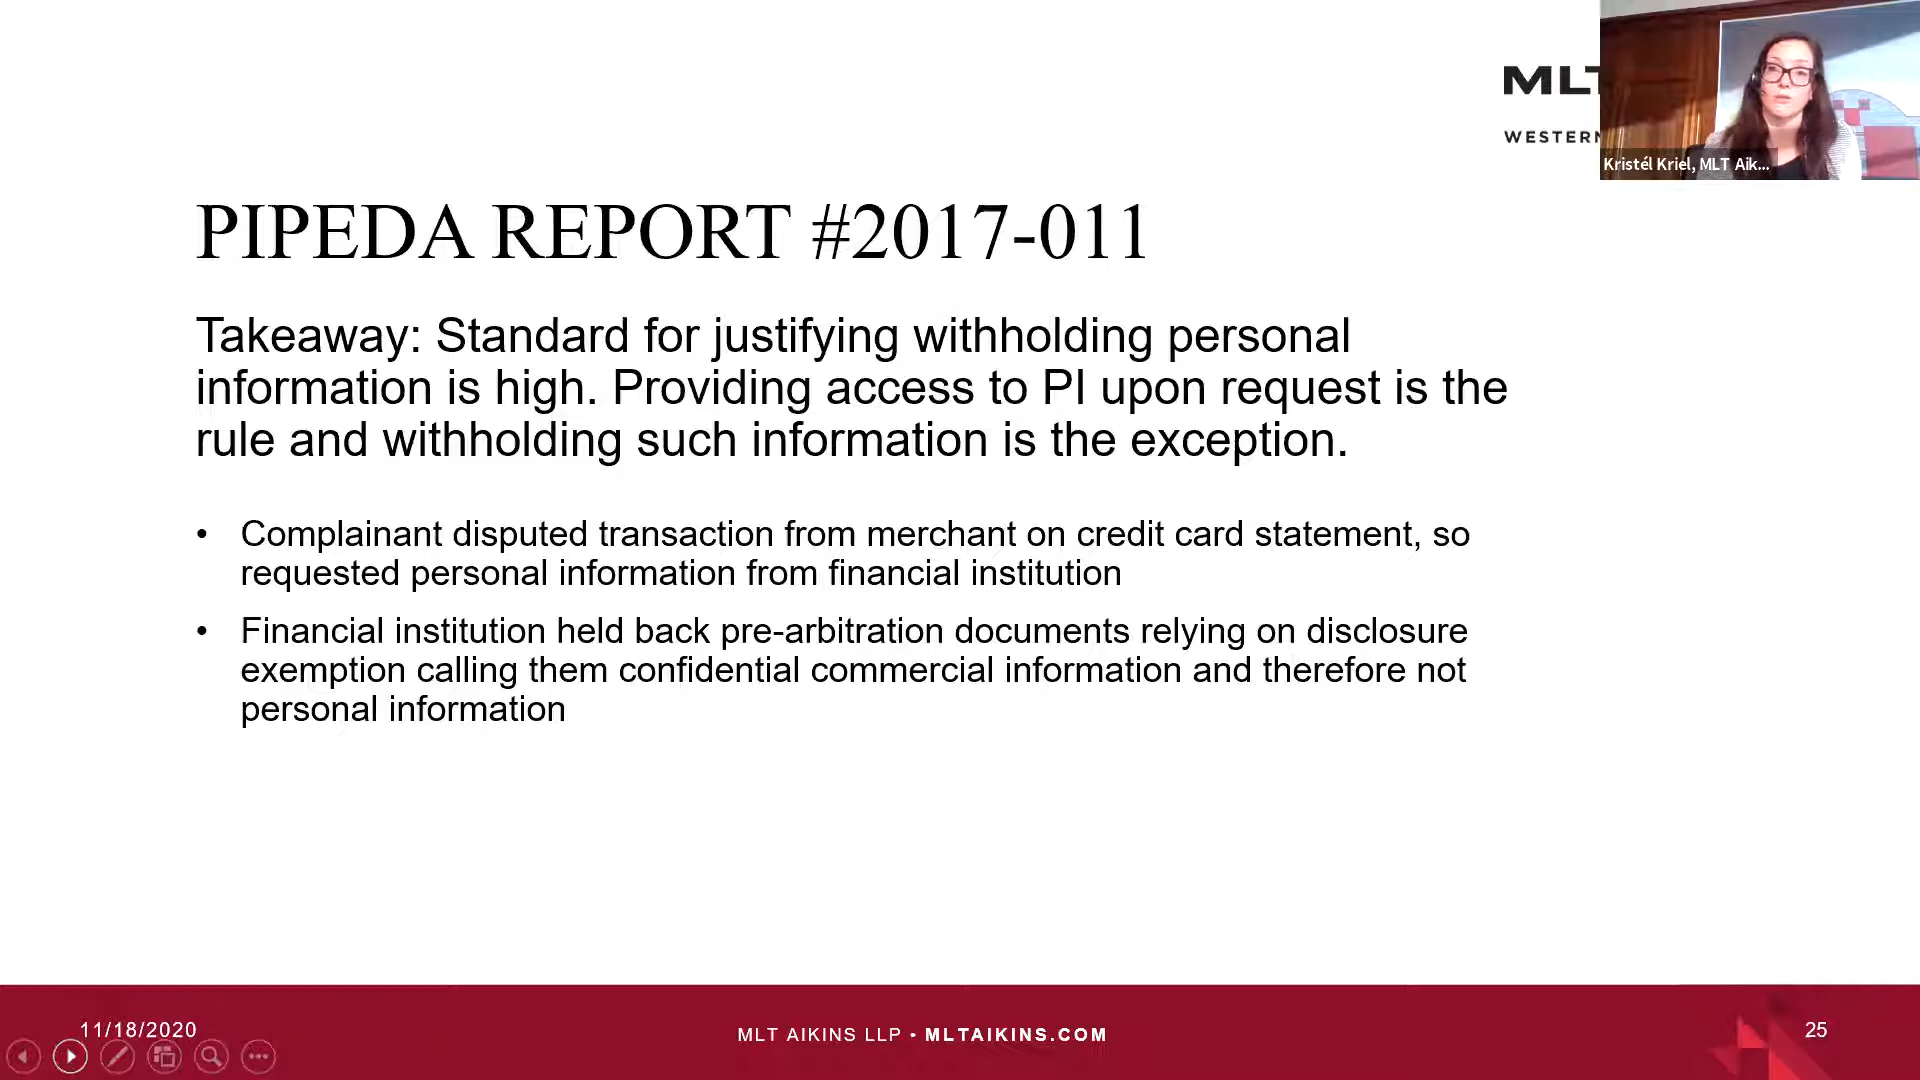 MLT
WESTERN
Kristél Kriel, MLT Aik...
PIPEDA REPORT #2017-011
Takeaway: Standard for justifying withholding personal
information is high. Providing access to PI upon request is the
rule and withholding such information is the exception.
• Complainant disputed transaction from merchant on credit card statement, so
requested personal information from financial institution
• Financial institution held back pre-arbitration documents relying on disclosure
exemption calling them confidential commercial information and therefore not
personal information
11/18/2020
MLT AIKINS LLP • MLTAIKINS.COM
25